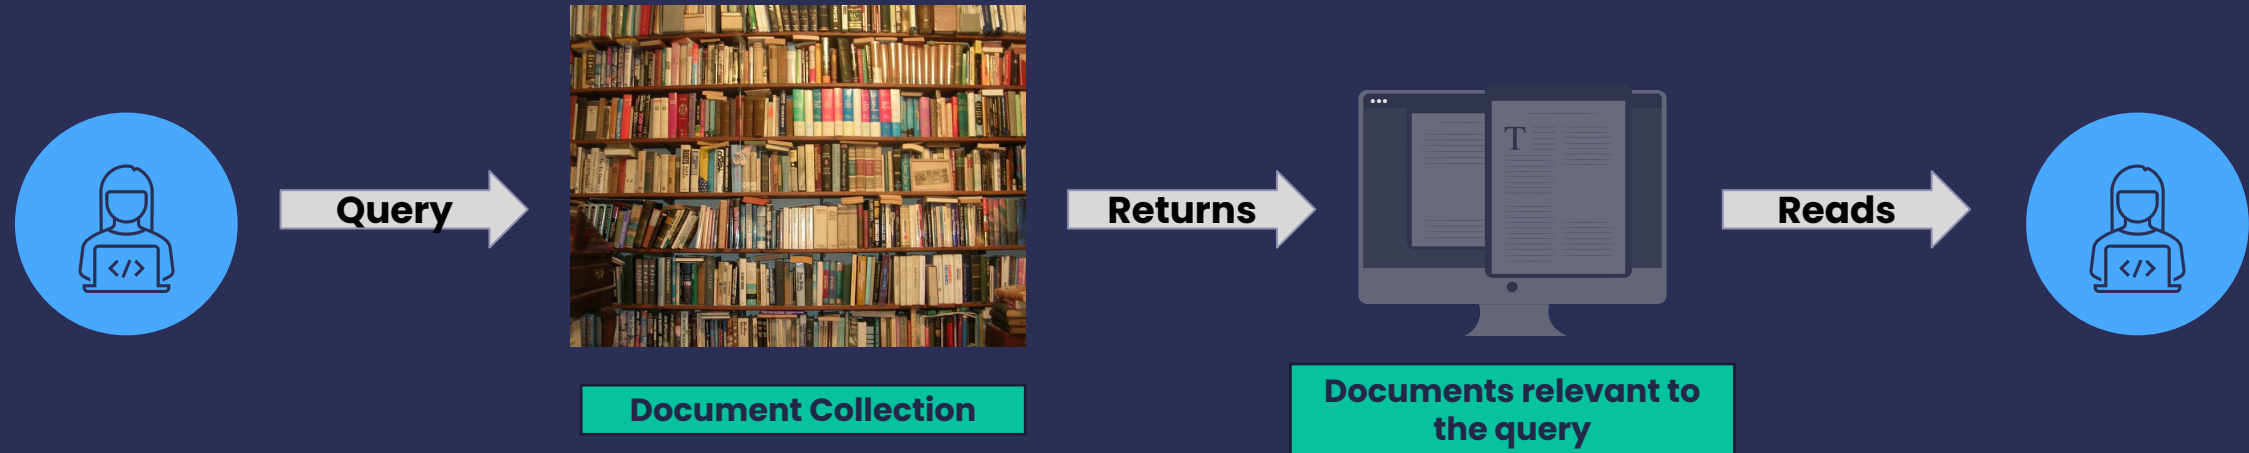 Query
Returns
T
Reads
</>
</>
Document Collection
Documents relevant to
the query